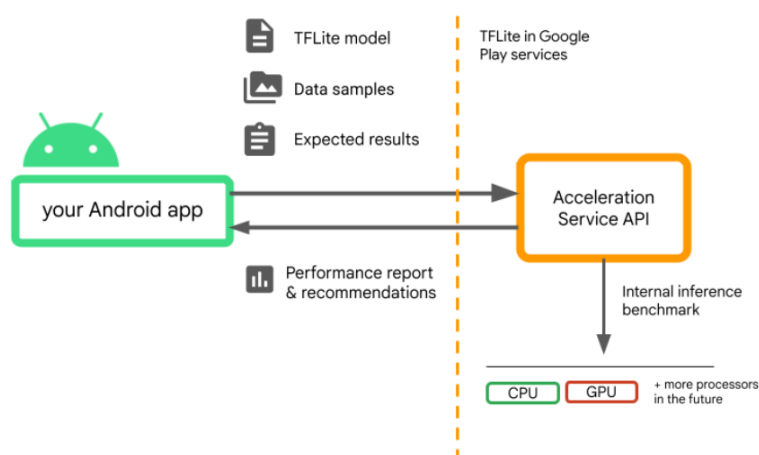 TFLite model
Data samples
Expected results
TFLite in Google
Play services
your Android app
Acceleration
Service API
Performance report
& recommendations
Internal inference
benchmark
CPU
GPU
+ more processors
in the future